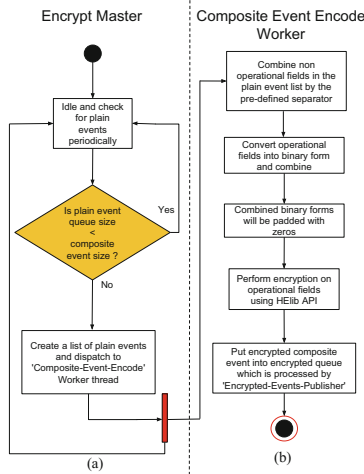 Encrypt Master
Idle and check
for plain
events
periodically
Is plain event
queue size
<
composite
event size ?
Yes
No
Create a list of plain events
and dispatch to
'Composite-Event-Encode'
Worker thread
(a)
Composite Event Encode
Worker
Combine non
operational fields in the
plain event list by the
pre-defined separator
Convert operational
fields into binary form
and combine
Combined binary forms
will be padded with
zeros
Perform encryption on
operational fields
using HElib API
Put encrypted composite
event into encrypted queue
which is processed by
'Encrypted-Events-Publisher'
(b)